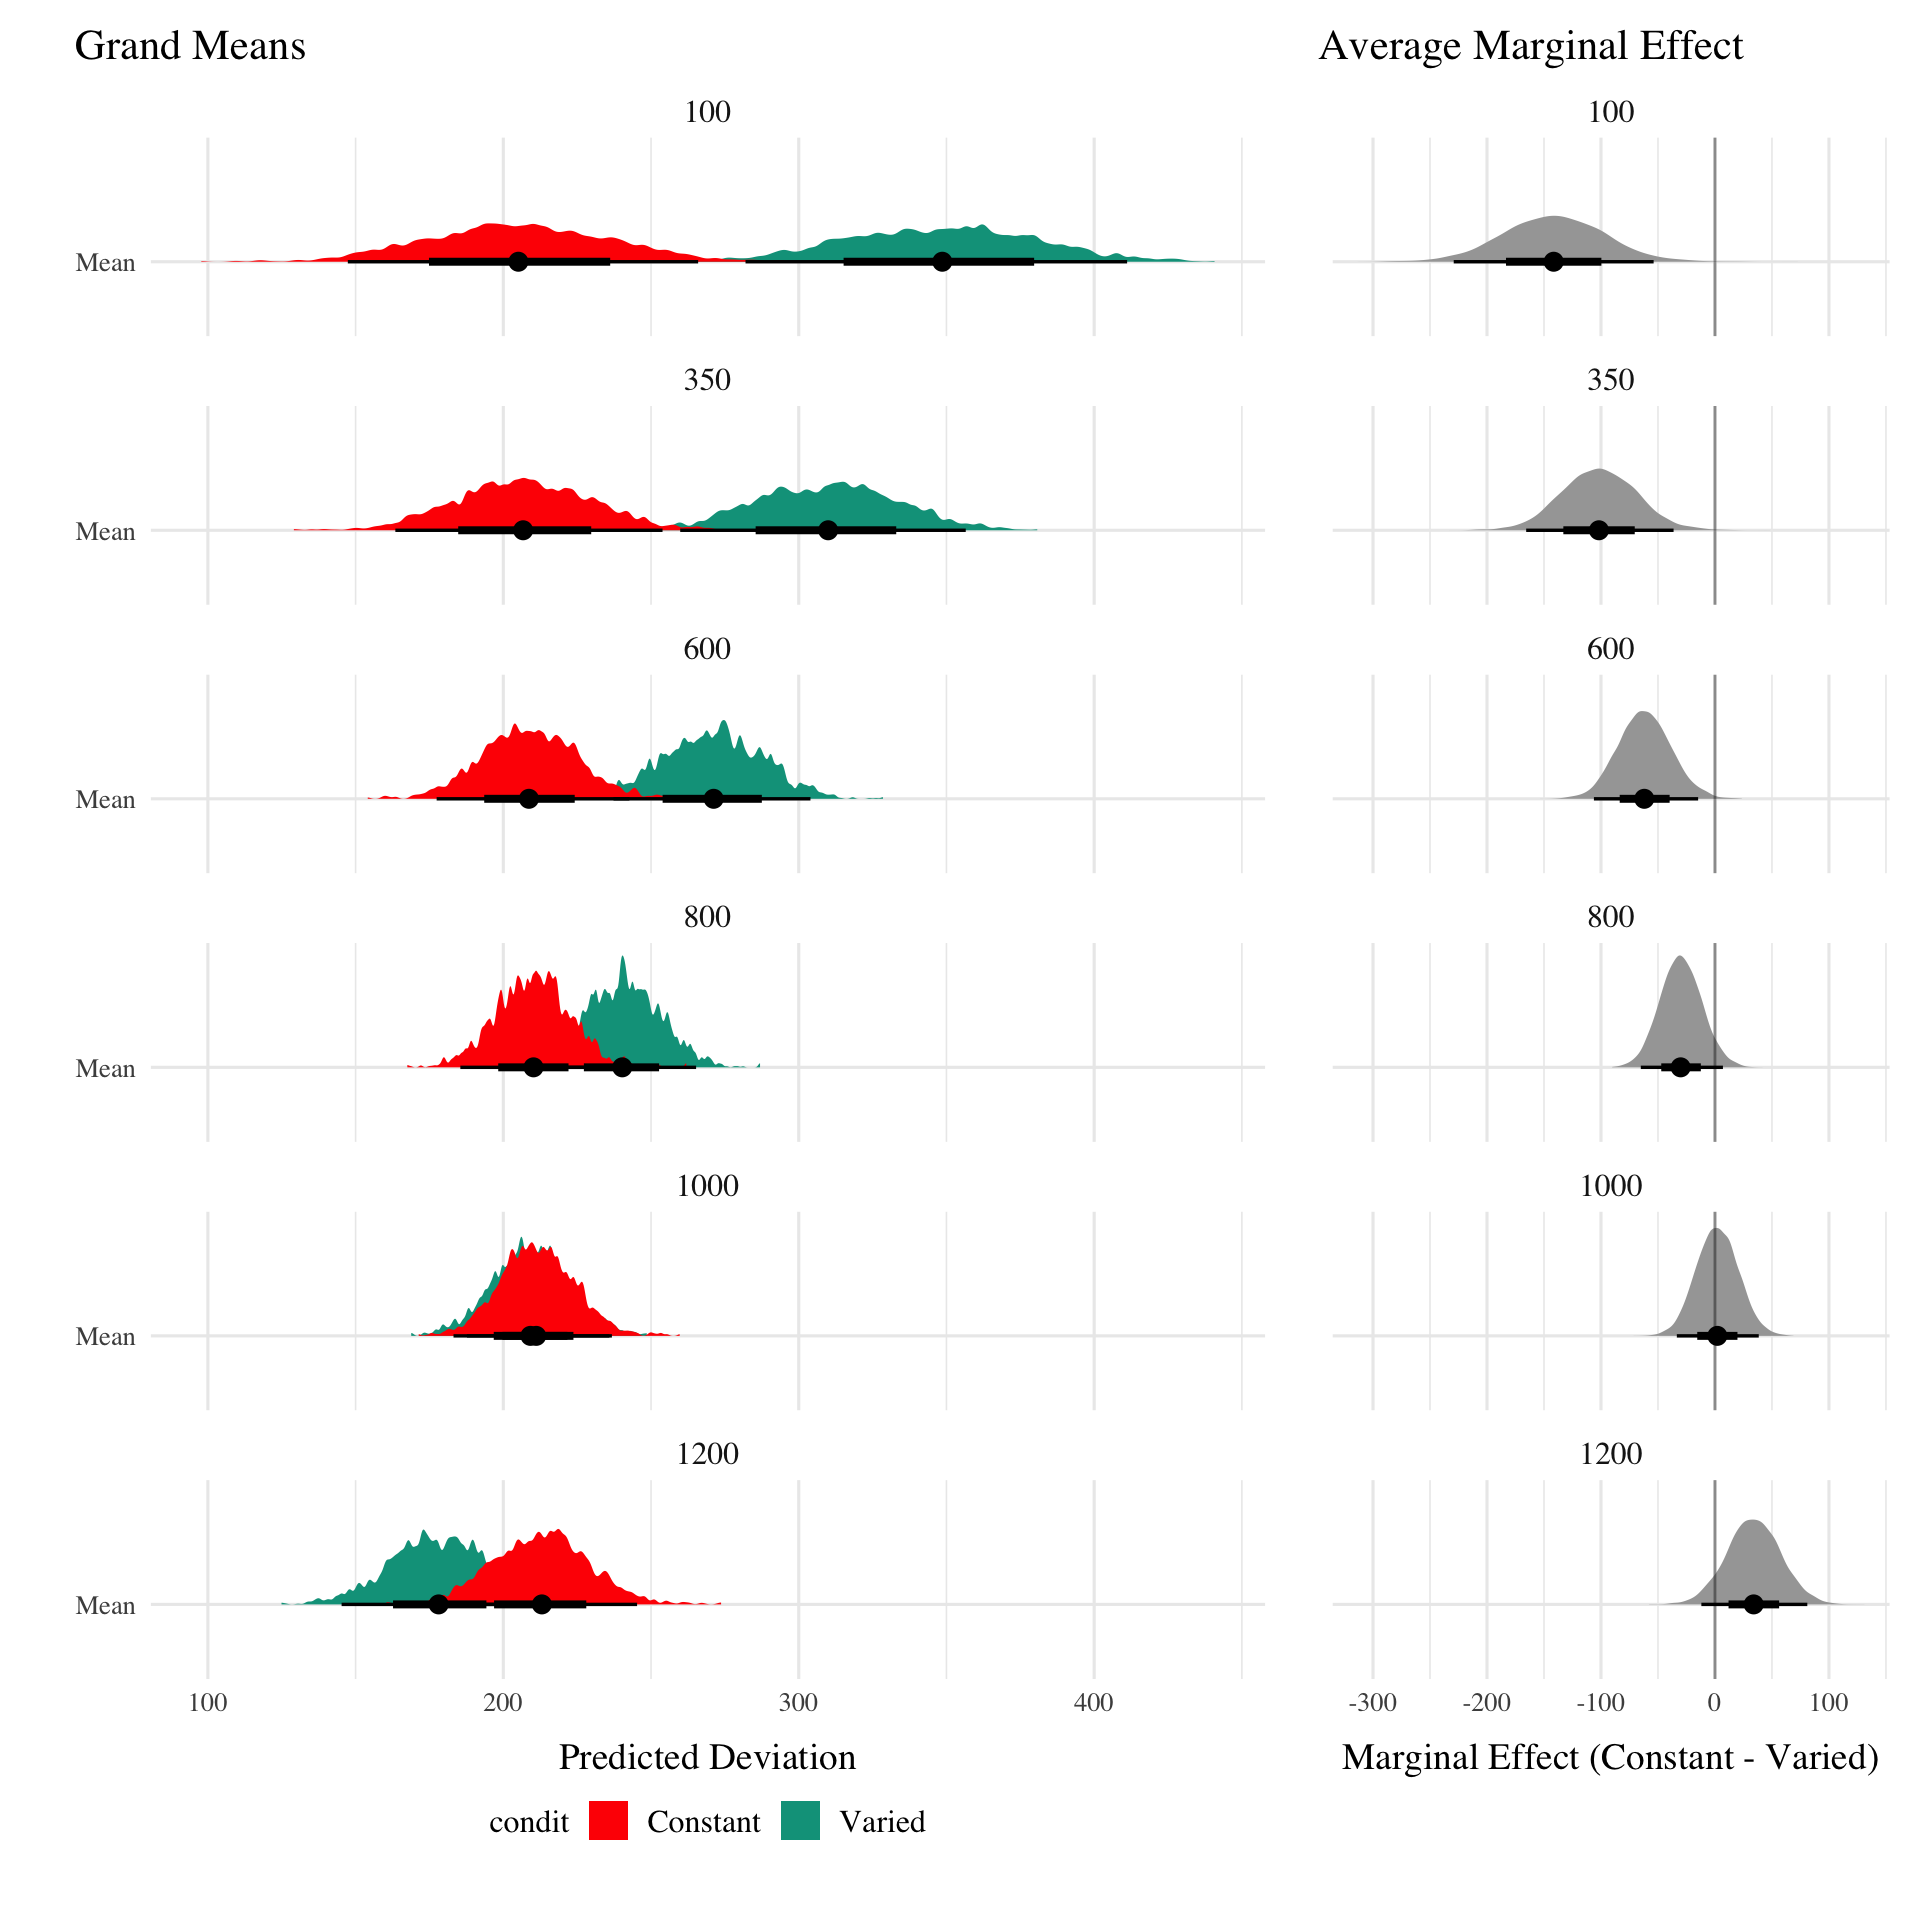 Grand Means
Average Marginal Effect
100
100
Mean
350
350
Mean
600
600
Mean
800
800
Mean
1000
1000
Mean
1200
1200
Mean
100 200 300 400
-300 -200 -100 0 100
Predicted Deviation
Marginal Effect (Constant - Varied)
condit Constant Varied